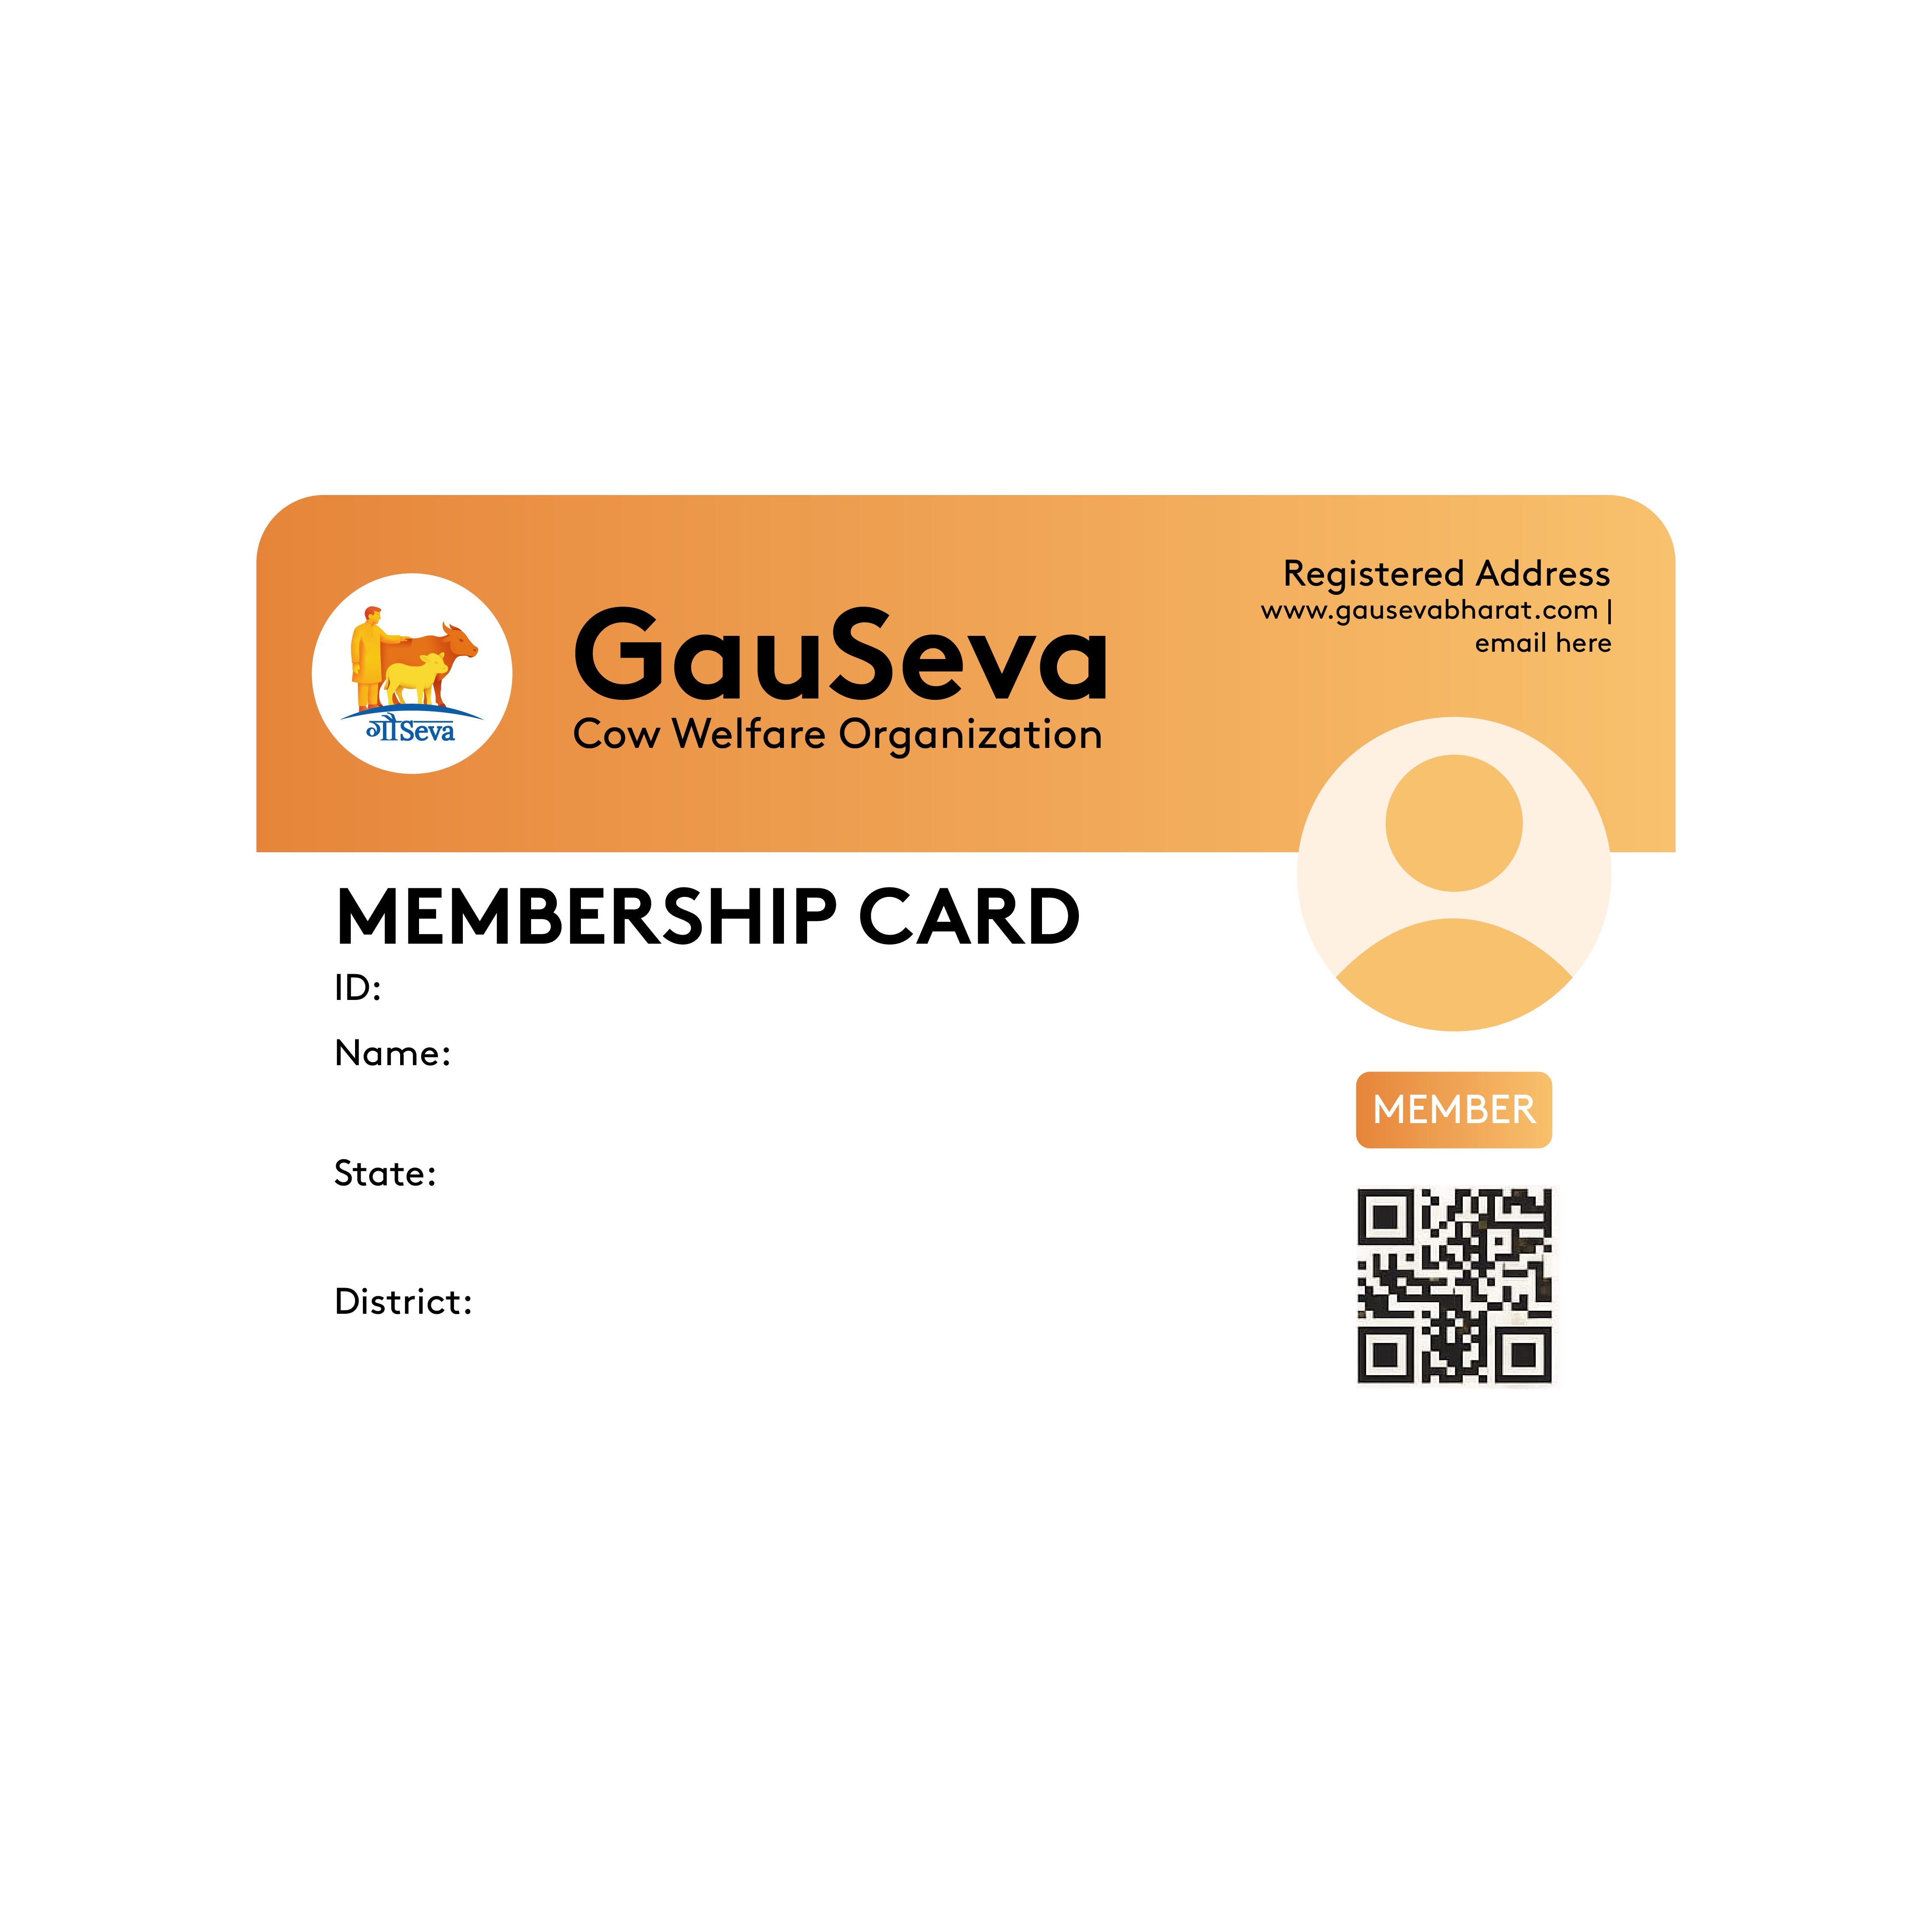 गौSeva
GauSeva
Cow Welfare Organization
Registered Address
www.gausevabharat.com |
email here
MEMBERSHIP CARD
ID:
Name:
State:
District:
MEMBER